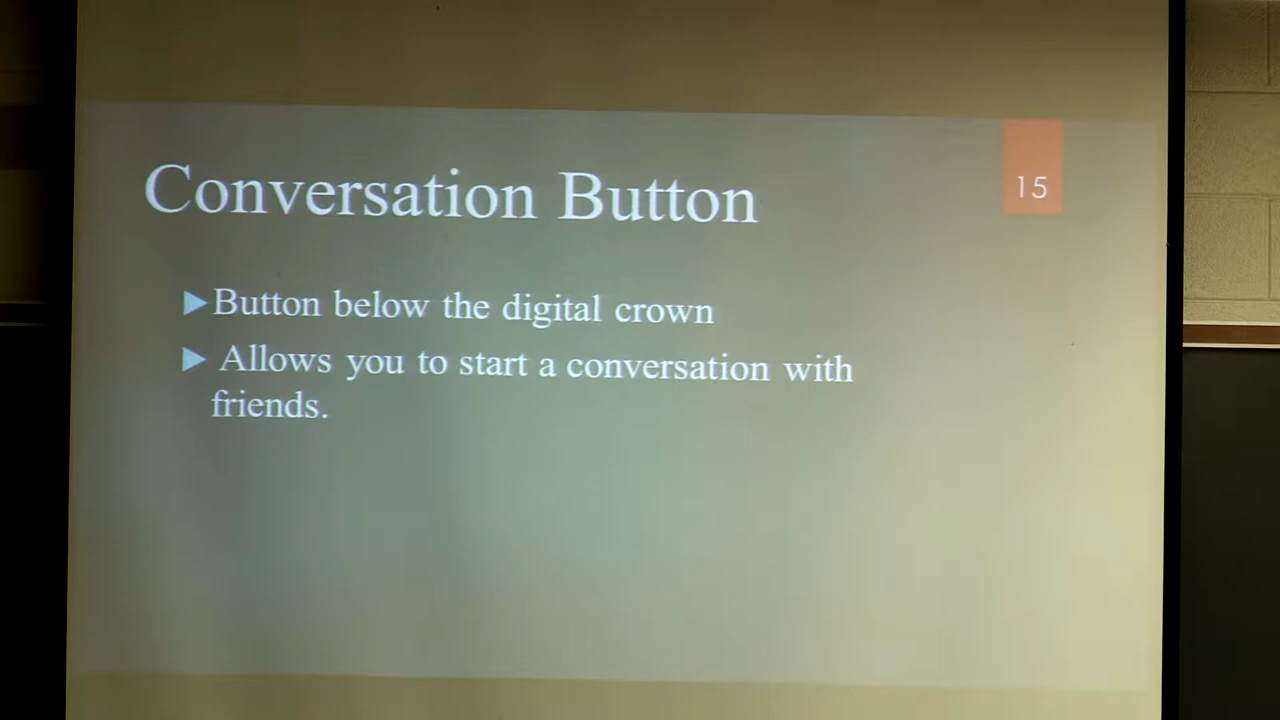 Conversation Button
15
Button below the digital crown
Allows you to start a conversation with
friends.